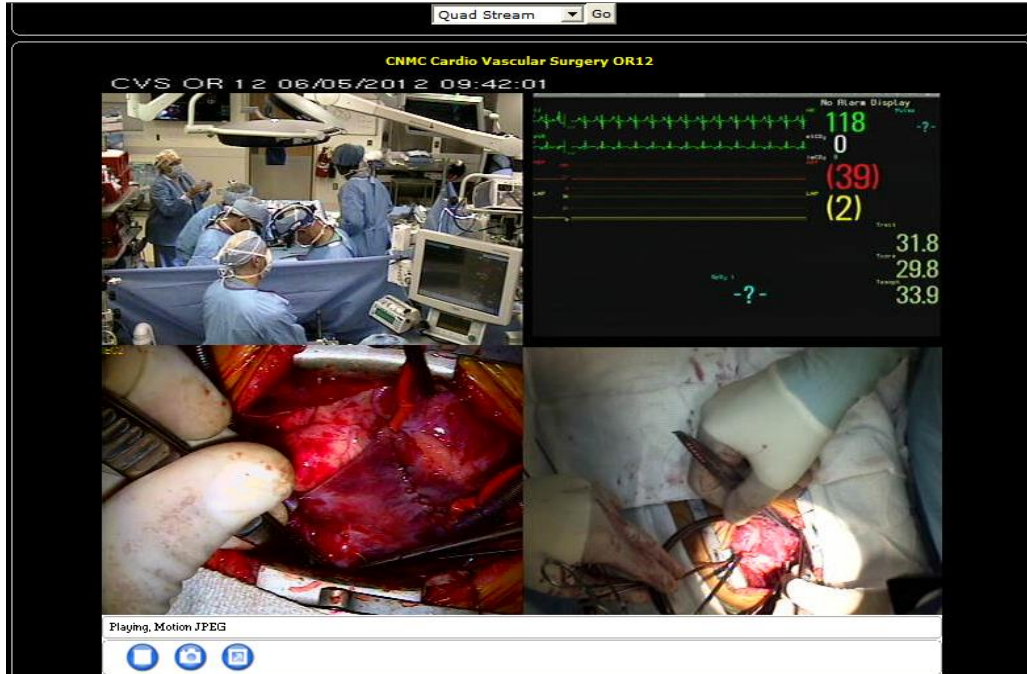 Quad Stream
Go
CNMC Cardio Vascular Surgery OR12
CVS OR 12 06/05/2012 09:42:01
No Alarm Display
118
-?-
0
(39)
(2)
31.8
29.8
-?-
33.9
Playing, Motion JPEG